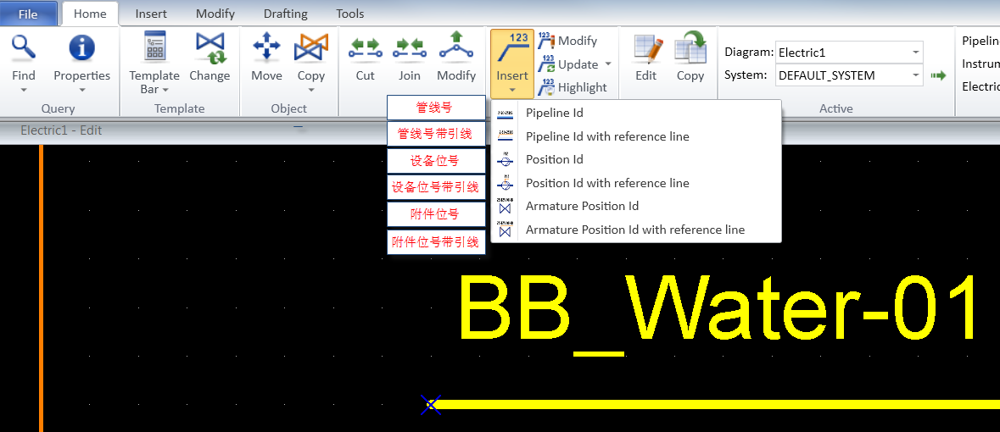 File
Home
Insert
Modify
Drafting
Tools
Find
Properties
Query
Template
Bar
Change
Template
Move
Copy
Object
Cut
Join
Modify
123
Insert
Modify
Update
Highlight
Edit
Copy
Diagram: Electric1
System: DEFAULT_SYSTEM
Active
Pipelin
Instrum
Electric
Electric1 - Edit
管线号
管线号带引线
设备位号
设备位号带引线
附件位号
附件位号带引线
Pipeline Id
Pipeline Id with reference line
Position Id
Position Id with reference line
Armature Position Id
Armature Position Id with reference line
BB_Water-01